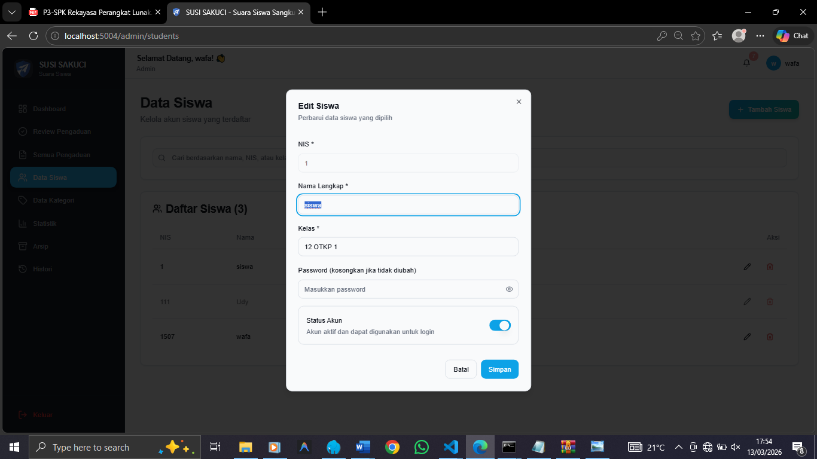 P3-SPK Rekayasa Perangkat Lunak
SUSI SAKUCI - Suara Siswa Sangku
localhost:5004/admin/students
Chat
SUSI SAKUCI
Suara Siswa
Selamat Datang, wafa!
Admin
wafa
Dashboard
Review Pengaduan
Semua Pengaduan
Data Siswa
Data Kategori
Statistik
Arsip
Histori
Keluar
Data Siswa
Kelola akun siswa yang terdaftar
Tambah Siswa
Cari berdasarkan nama, NIS, atau kelas
Daftar Siswa (3)
NIS
Nama
Aksi
1
siswa
111
1987
wafa
Edit Siswa
Perbarui data siswa yang dipilih
NIS *
1
Nama Lengkap *
siswa
Kelas *
12 OTKP 1
Password (kosongkan jika tidak diubah)
Masukkan password
Status Akun
Akun aktif dan dapat digunakan untuk login
Batal
Simpan
Type here to search
21°C
17:54
13/03/2026
8